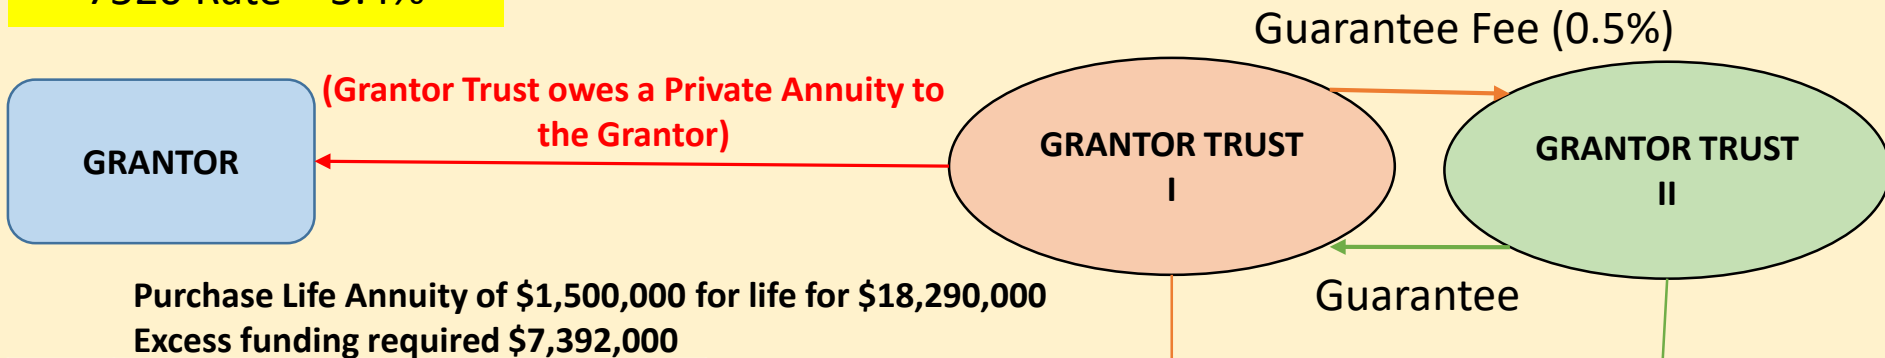 Guarantee Fee (0.5%)
(Grantor Trust owes a Private Annuity to
the Grantor)
GRANTOR
GRANTOR TRUST
I
GRANTOR TRUST
II
Purchase Life Annuity of $1,500,000 for life for $18,290,000
Excess funding required $7,392,000
Guarantee